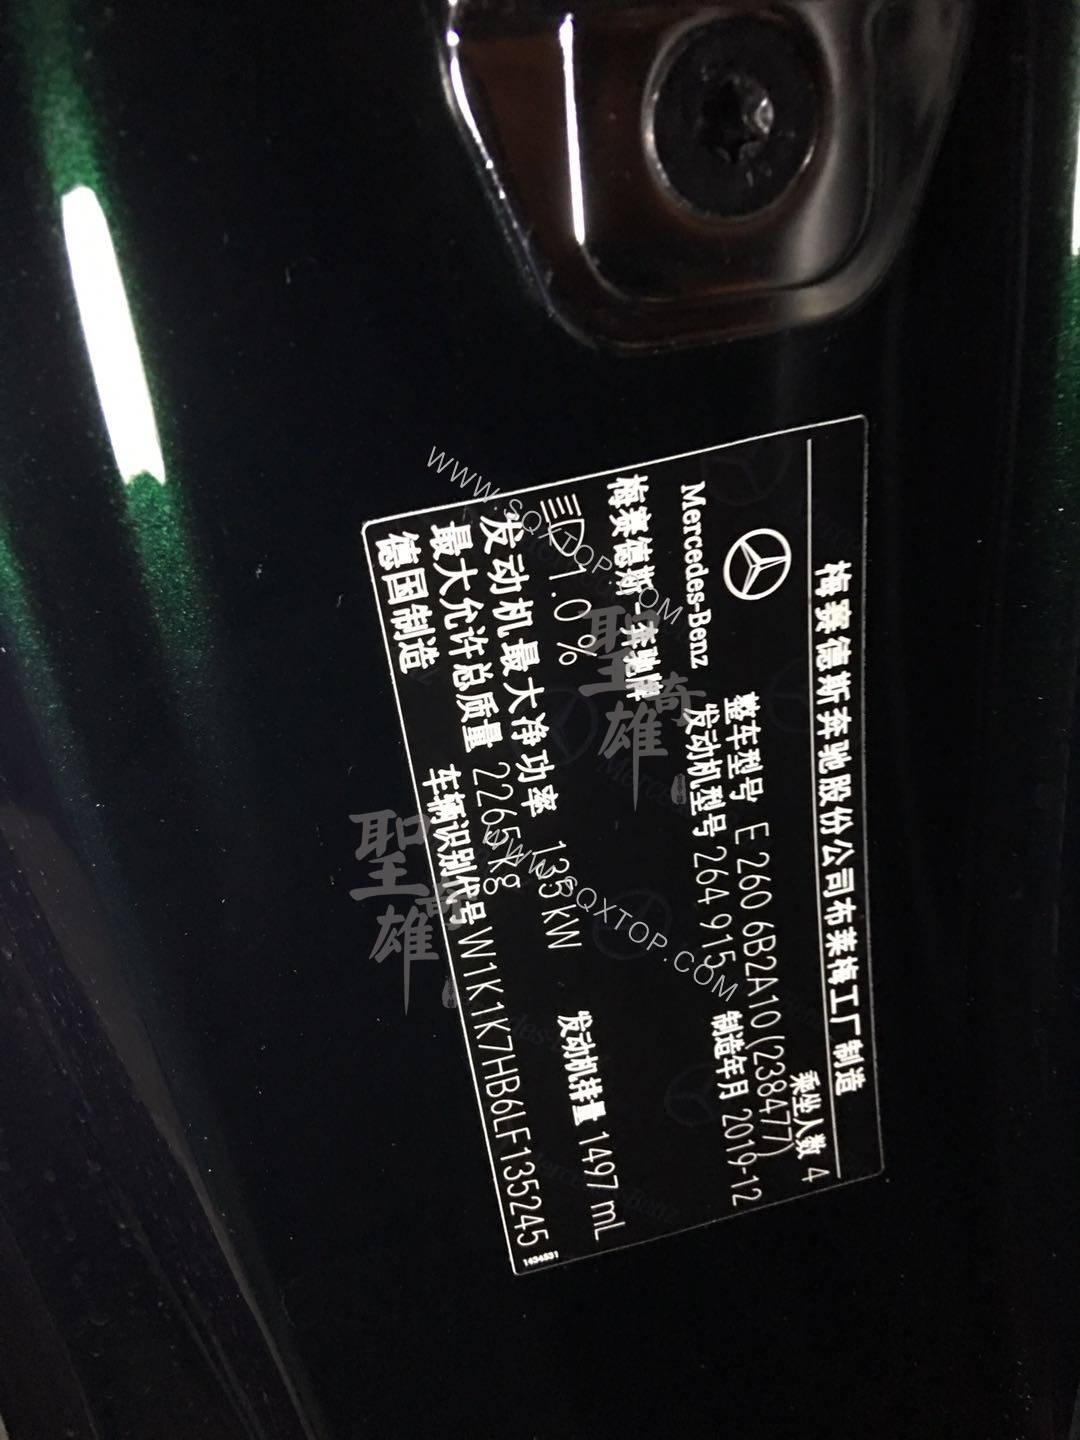 梅赛德斯奔驰股份公司布莱梅工厂制造
乘坐人数 4
Mercedes-Benz
整车型号 E 260 6B2A10(238477)
发动机型号 264 915
制造年月 2019-12
梅赛德斯-奔驰牌
1.0%
发动机排量 1497 mL
发动机最大净功率 135 kW
最大允许总质量 2265kg
德国制造
车辆识别代号 W1K1K7HB6LF135245
1434531
WWW.SQXTOP.COM
聖奇雄
WWW.SQXTOP.COM
聖奇雄